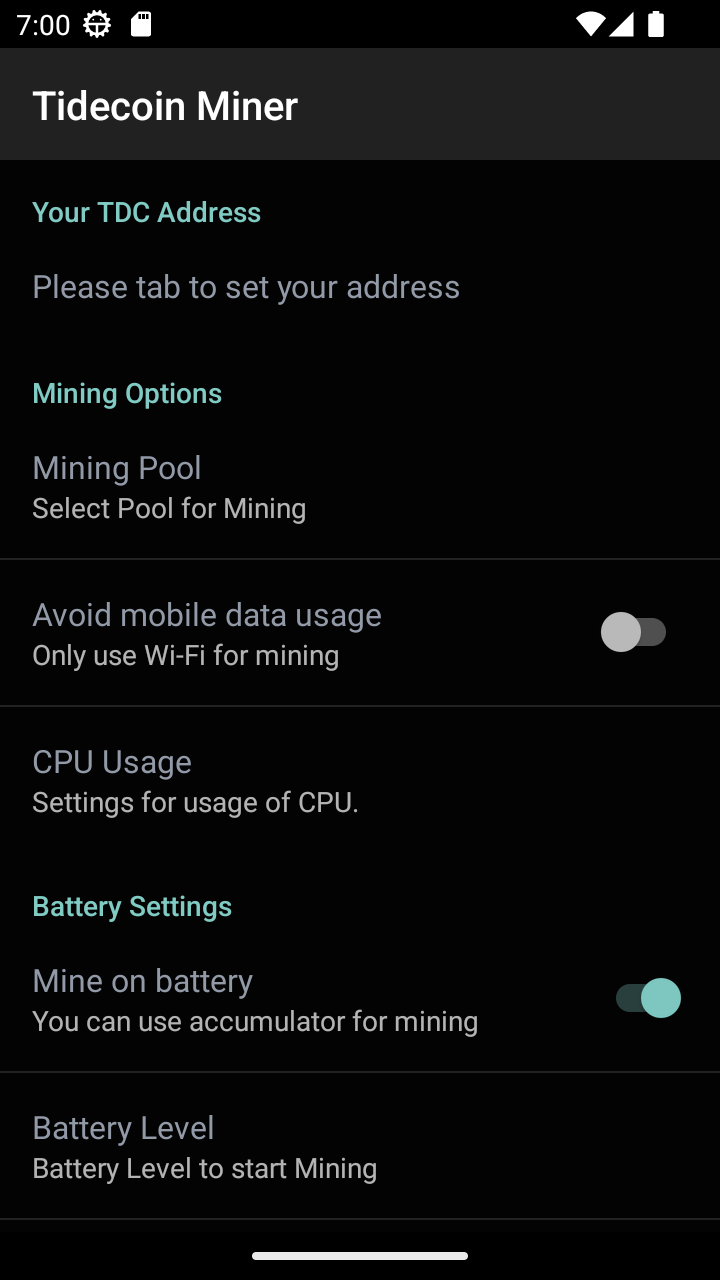 7:00
Tidecoin Miner
Your TDC Address
Please tab to set your address
Mining Options
Mining Pool
Select Pool for Mining
Avoid mobile data usage
Only use Wi-Fi for mining
CPU Usage
Settings for usage of CPU.
Battery Settings
Mine on battery
You can use accumulator for mining
Battery Level
Battery Level to start Mining